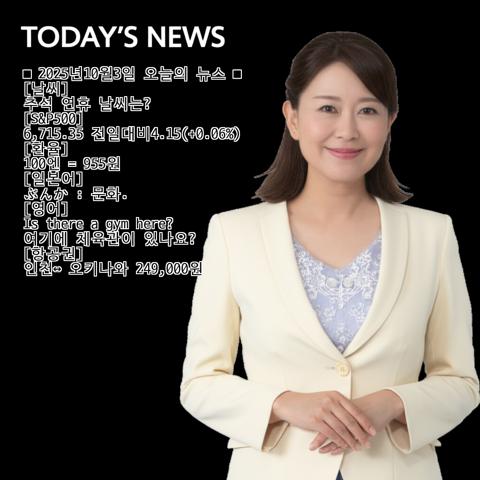 TODAY'S NEWS
□ 2025년10월3일 오늘의 뉴스 □
[날씨]
추석 연휴 날씨는?
[S&P500]
6,715.35 전일대비4.15(+0.06%)
[환율]
100엔 = 955원
[일본어]
ぶんか : 문화.
[영어]
Is there a gym here?
여기에 체육관이 있나요?
[항공권]
인천↔ 오키나와 249,000원